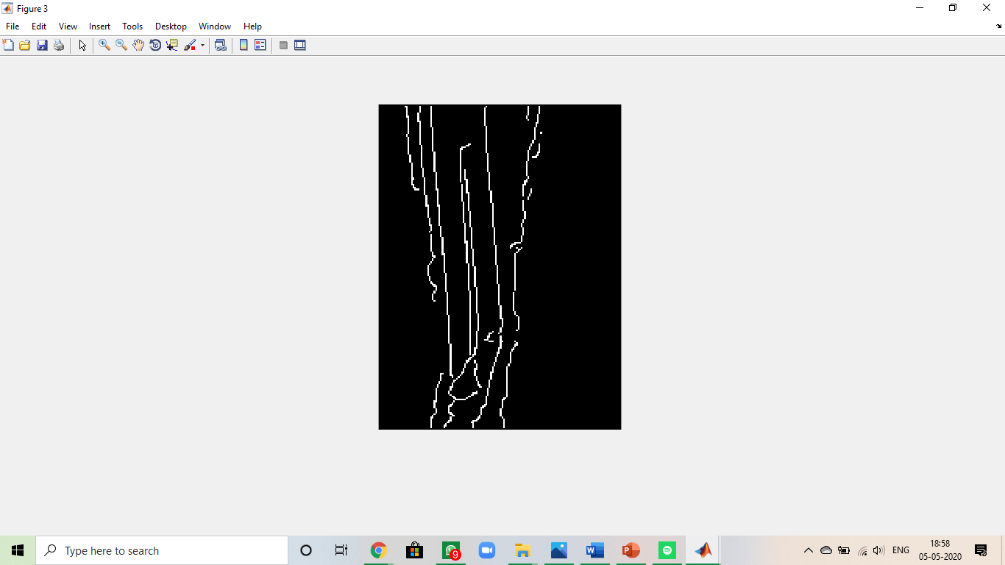 Figure 3
File Edit View Insert Tools Desktop Window Help
Type here to search
9
ENG
18:58
05-05-2020